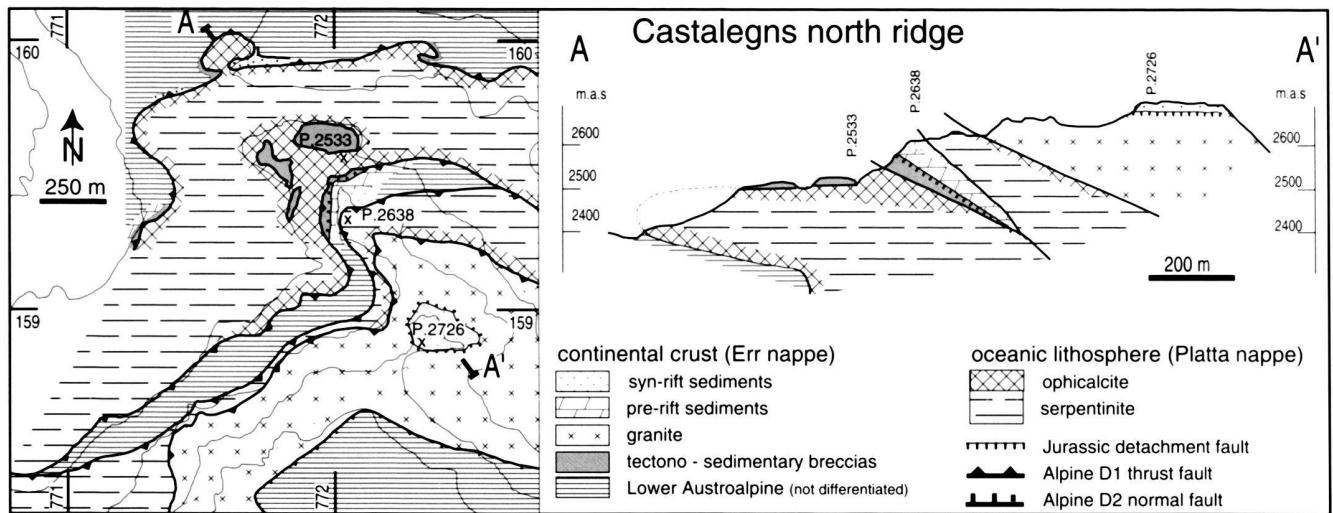 771
A
772
160
160
N
250 m
P.2533
P.2638
159
159
P.2726
A'
771
772
A
Castalegns north ridge
A'
m.a.s
m.a.s
P.2533
P.2638
P.2726
2600
2500
2400
2600
2500
2400
200 m
continental crust (Err nappe)
syn-rift sediments
pre-rift sediments
granite
tectono - sedimentary breccias
Lower Austroalpine (not differentiated)
oceanic lithosphere (Platta nappe)
ophicalcite
serpentinite
Jurassic detachment fault
Alpine D1 thrust fault
Alpine D2 normal fault